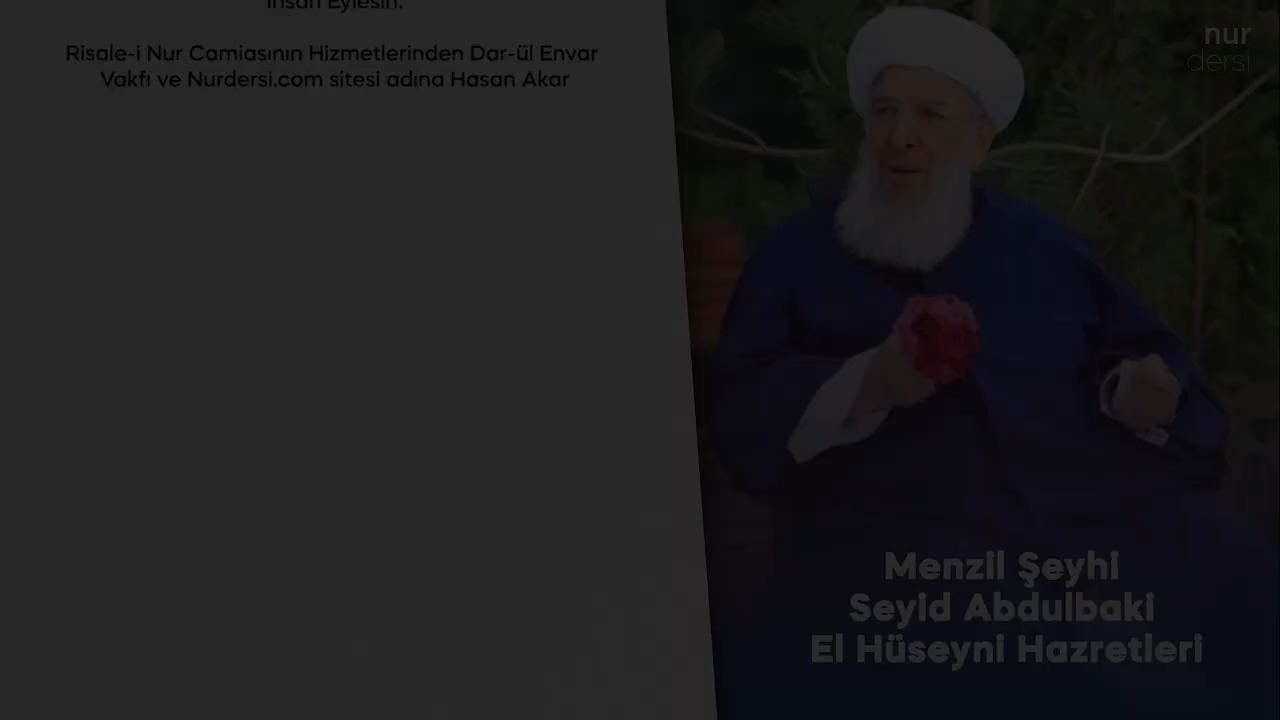 İhsan Eylesin.
Risale-i Nur Camiasının Hizmetlerinden Dar-ül Envar
Vakfı ve Nurdersi.com sitesi adına Hasan Akar
nur
dersi
Menzil Şeyhi
Seyid Abdulbaki
El Hüseyni Hazretleri